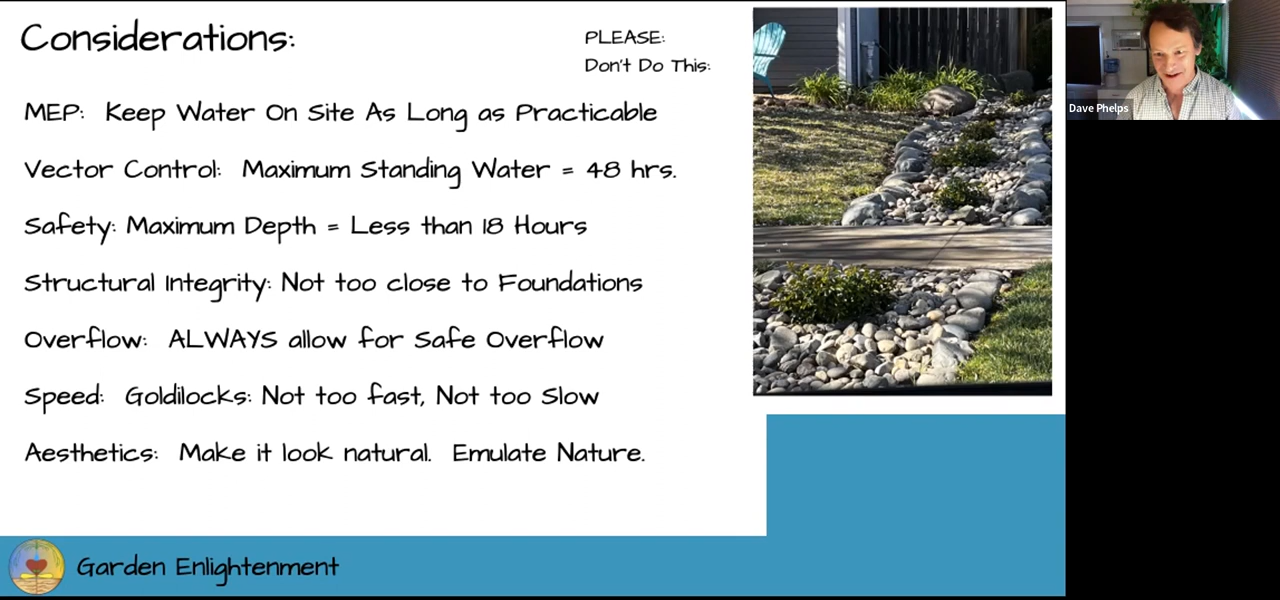 Considerations:
PLEASE:
Don't Do This:
MEP: Keep Water On Site As Long as Practicable
Vector Control: Maximum Standing Water = 48 hrs.
Safety: Maximum Depth = Less than 18 Hours
Structural Integrity: Not too close to Foundations
Overflow: ALWAYS allow for Safe Overflow
Speed: Goldilocks: Not too fast, Not too Slow
Aesthetics: Make it look natural. Emulate Nature.
Garden Enlightenment
Dave Phelps